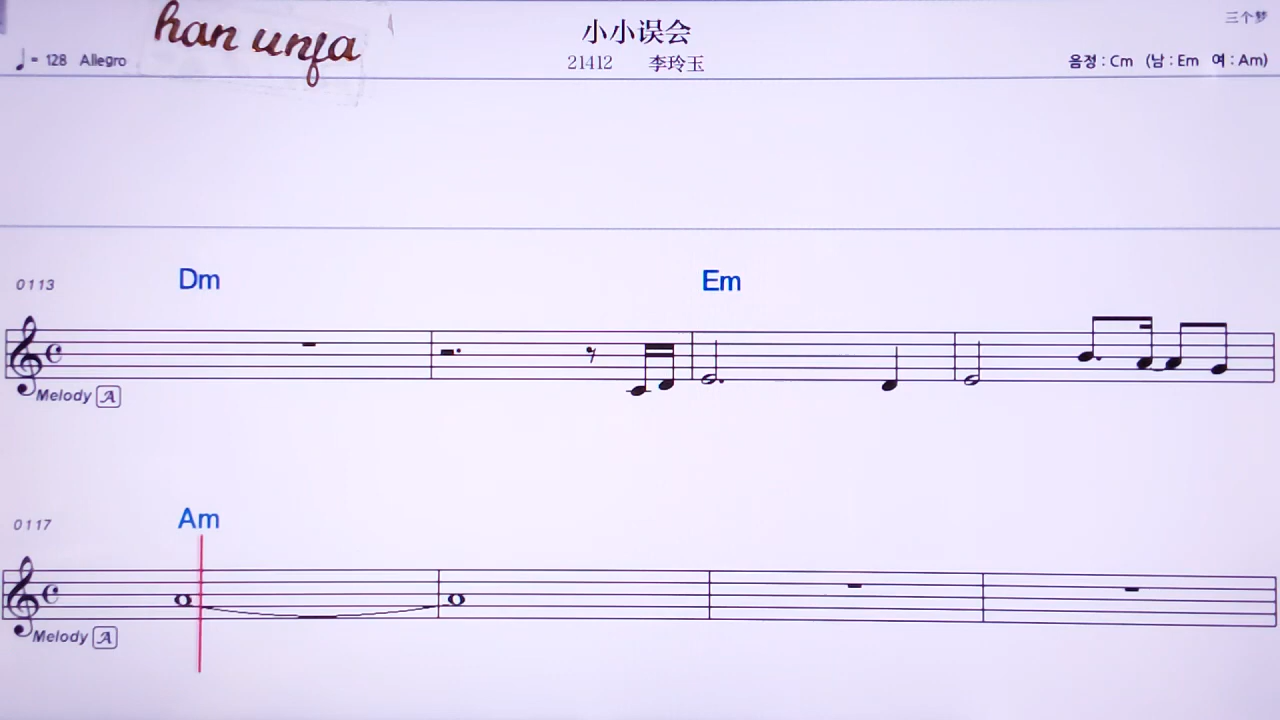 han unfa
小小误会
三个梦
♩= 128 Allegro
21412 李玲玉
음정 : Cm (남 : Em 여 : Am)
0113
Dm
Em
Melody A
0117
Am
Melody A